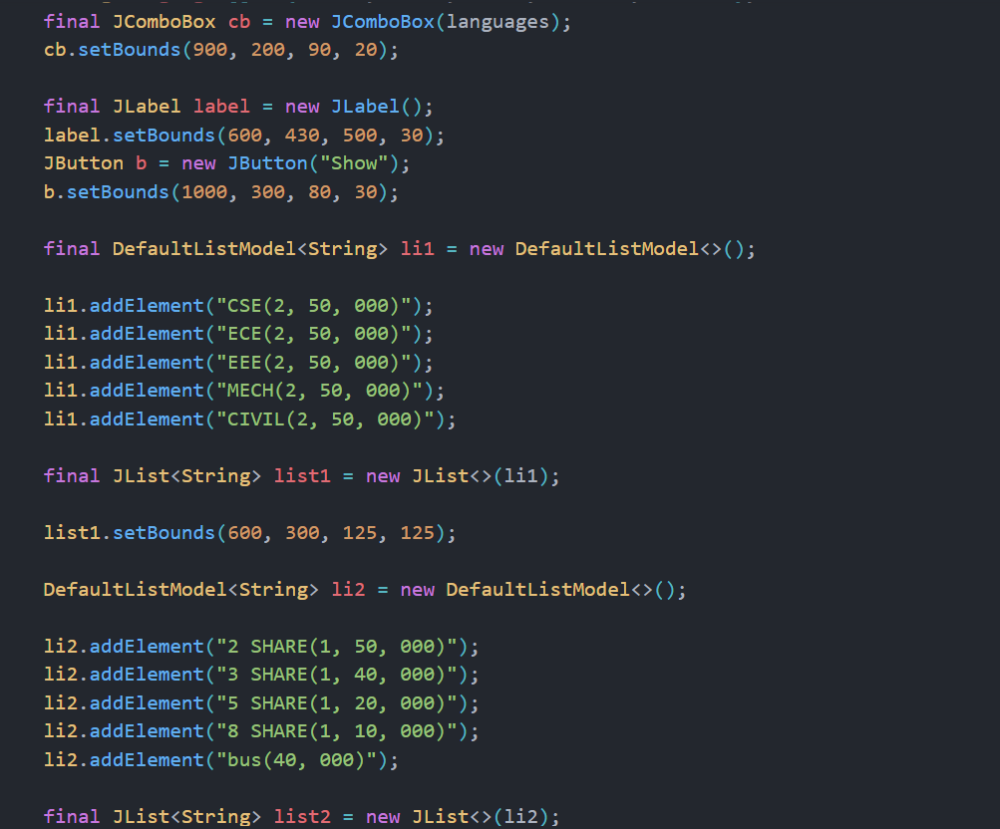 final JComboBox cb = new JComboBox(languages);
cb.setBounds(900, 200, 90, 20);
final JLabel label = new JLabel();
label.setBounds(600, 430, 500, 30);
JButton b = new JButton("Show");
b.setBounds(1000, 300, 80, 30);
final DefaultListModel<String> li1 = new DefaultListModel<>();
li1.addElement("CSE(2, 50, 000)");
li1.addElement("ECE(2, 50, 000)");
li1.addElement("EEE(2, 50, 000)");
li1.addElement("MECH(2, 50, 000)");
li1.addElement("CIVIL(2, 50, 000)");
final JList<String> list1 = new JList<>(li1);
list1.setBounds(600, 300, 125, 125);
DefaultListModel<String> li2 = new DefaultListModel<>();
li2.addElement("2 SHARE(1, 50, 000)");
li2.addElement("3 SHARE(1, 40, 000)");
li2.addElement("5 SHARE(1, 20, 000)");
li2.addElement("8 SHARE(1, 10, 000)");
li2.addElement("bus(40, 000)");
final JList<String> list2 = new JList<>(li2);